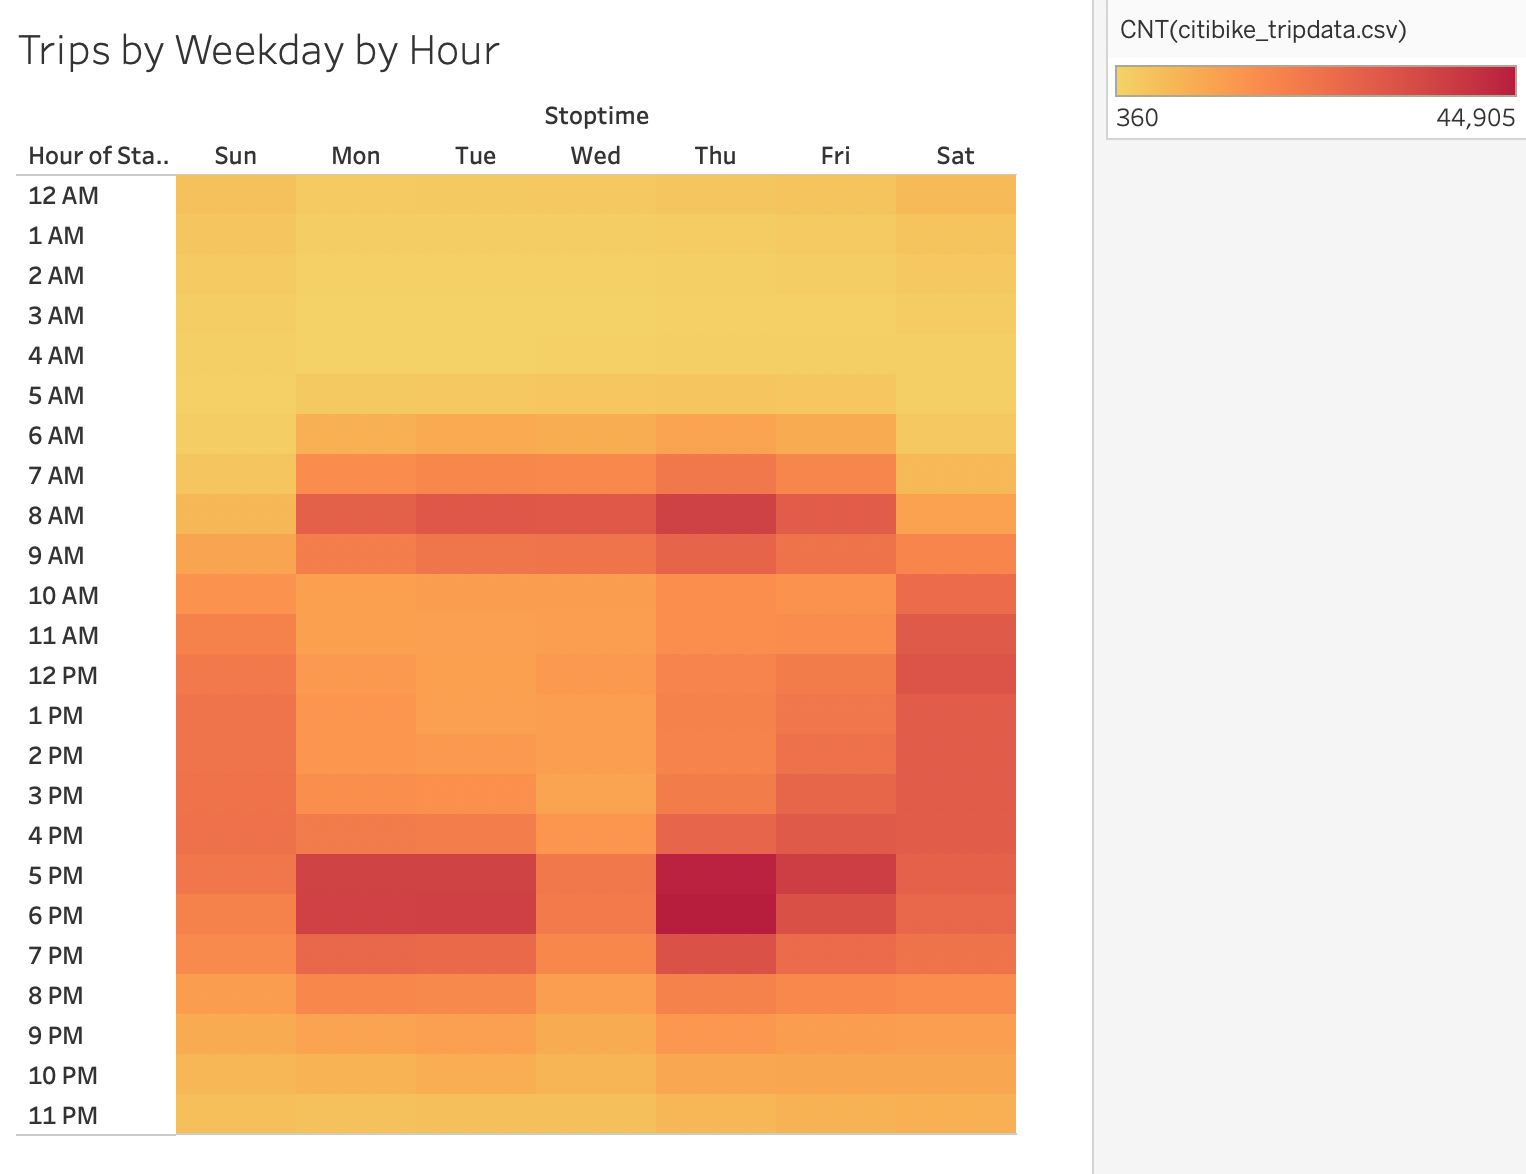 Trips by Weekday by Hour
CNT(citibike_tripdata.csv)
360 44,905
Stoptime
Hour of Sta.. Sun Mon Tue Wed Thu Fri Sat
12 AM
1 AM
2 AM
3 AM
4 AM
5 AM
6 AM
7 AM
8 AM
9 AM
10 AM
11 AM
12 PM
1 PM
2 PM
3 PM
4 PM
5 PM
6 PM
7 PM
8 PM
9 PM
10 PM
11 PM